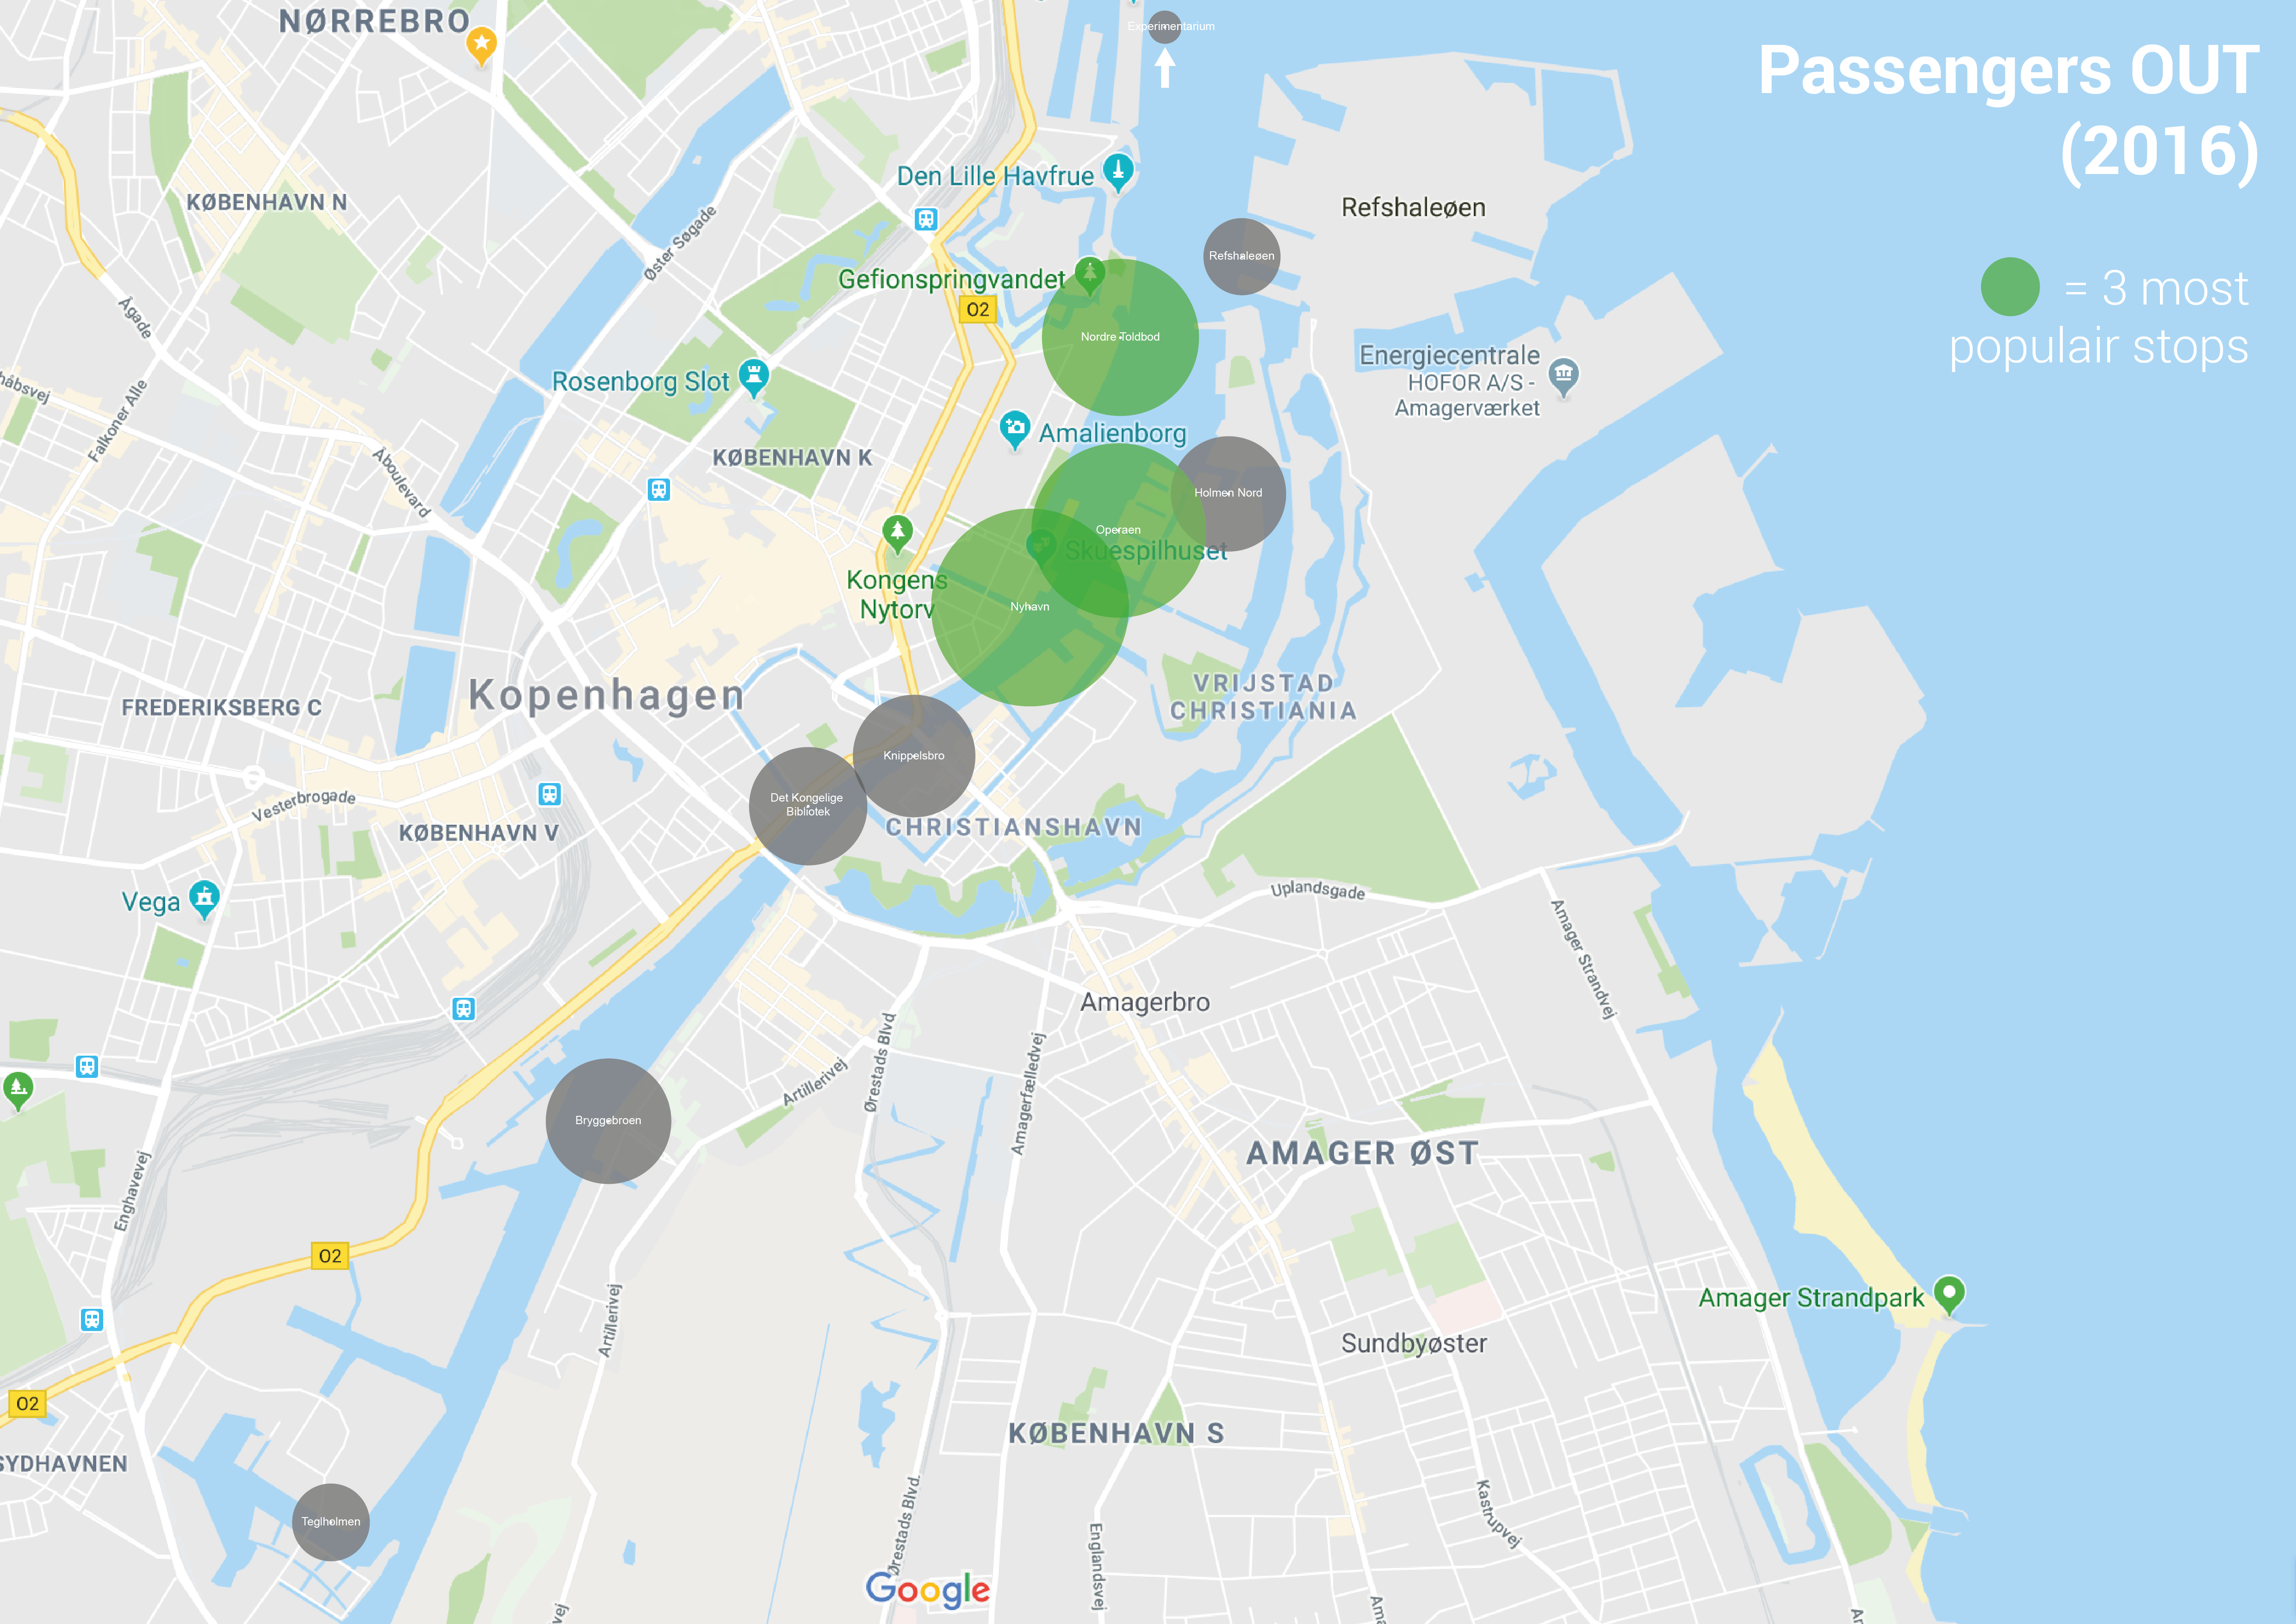 Passengers OUT
(2016)
= 3 most
populair stops
NØRREBRO
Experimentarium
Den Lille Havfrue
KØBENHAVN N
Refshaleøen
Øster Søgade
Refshaleøen
Gefionspringvandet
O2
Nordre Toldbod
Ågade
Energiecentrale
HOFOR A/S -
Amagerværket
Rosenborg Slot
Falkoner Alle
Amalienborg
KØBENHAVN K
Åboulevard
Holmen Nord
Operaen
Skuespilhuset
Kongens
Nytorv
Nyhavn
Kopenhagen
VRIJSTAD
CHRISTIANIA
FREDERIKSBERG C
Knippelsbro
Det Kongelige
Bibliotek
Vesterbrogade
KØBENHAVN V
CHRISTIANSHAVN
Uplandsgade
Vega
Amager Strandvej
Amagerbro
Ørestads Blvd
Amagerfælledvej
Artillerivej
Bryggebroen
AMAGER ØST
Enghavevej
O2
Artillerivej
Amager Strandpark
Sundbyøster
O2
KØBENHAVN S
SYDHAVNEN
Teglholmen
Ørestads Blvd.
Kastrupvej
Englandsvej
Google